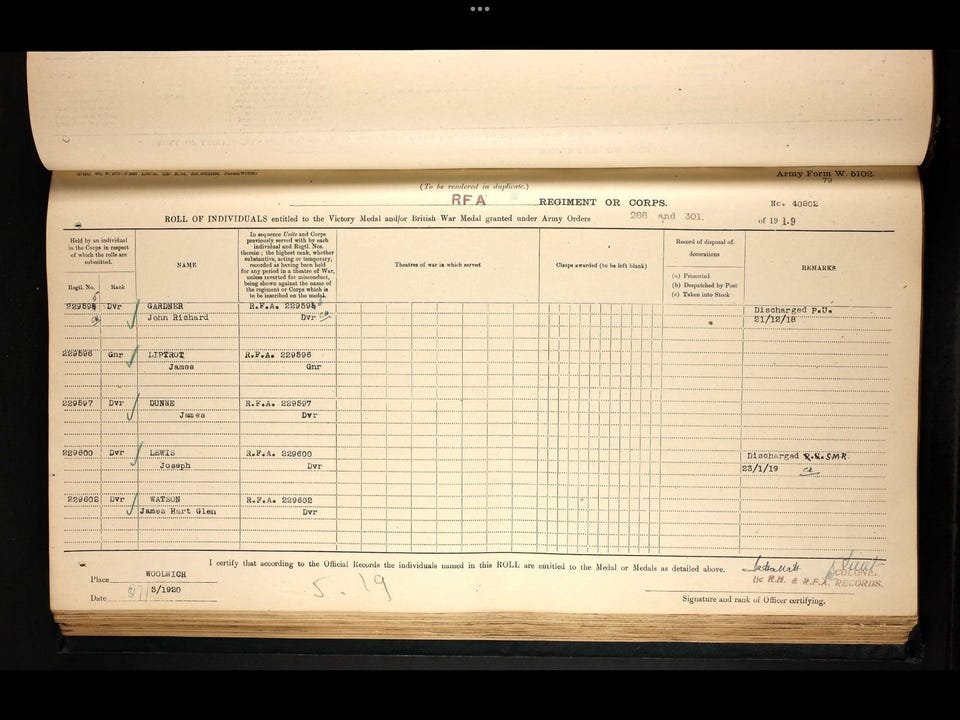 Army Form W. 5102.
79
(To be rendered in duplicate.)
RFA REGIMENT OR CORPS. No. 4080L
ROLL OF INDIVIDUALS entitled to the Victory Medal and/or British War Medal granted under Army Orders 266 and 301. of 1919
Held by an individual
in the Corps in respect
of which the rolls are
submitted.
Regtl. No.
Rank
NAME
In sequence Units and Corps
previously served with by each
individual and Regtl. Nos.
therein; the highest rank, whether
substantive, acting or temporary,
recorded as having been held
for any period in a theatre of War,
unless reverted for misconduct,
being shown against the name of
the regiment or Corps which is
to be inscribed on the medal.
Theatres of war in which served
Clasps awarded (to be left blank)
Record of disposal of
decorations
(a) Presented
(b) Despatched by Post
(c) Taken into Stock
REMARKS
Dvr GARDNER R.F.A. Discharged P.U.
John Richard Dvr 21/12/18
229596 Gnr LIPTROT R.F.A. 229596
James Gnr
229597 Dvr DUNNE R.F.A. 229597
James Dvr
229600 Dvr LEWIS R.F.A. 229600 Discharged
Joseph Dvr 23/1/19
229602 Dvr WATSON R.F.A. 229602
James Hart Glen Dvr
I certify that according to the Official Records the individuals named in this ROLL are entitled to the Medal or Medals as detailed above.
Place WOOLWICH
Date 5/1920
5.19
R.H. & R.F.A. RECORDS.
Signature and rank of Officer certifying.